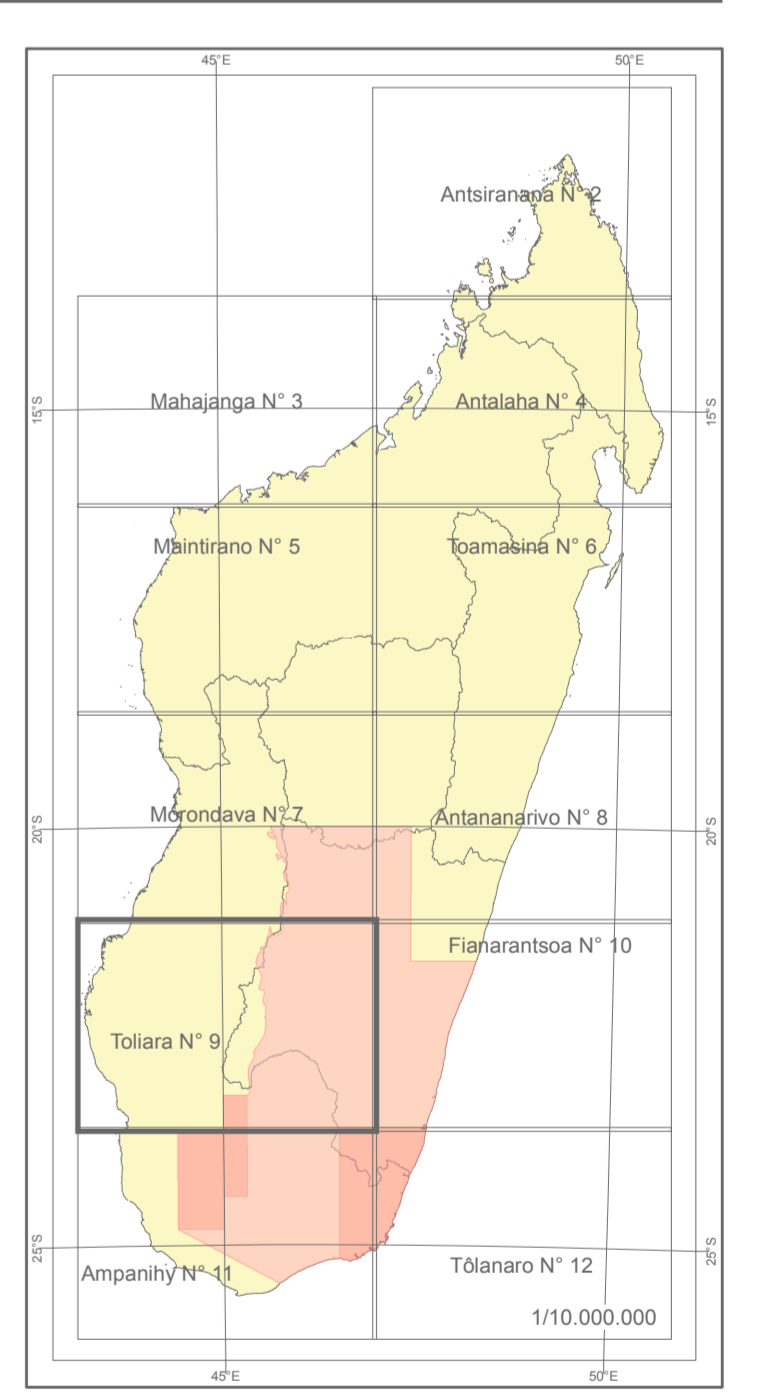 45°E 50°E
Antsiranana N° 2
Mahajanga N° 3 Antalaha N° 4
15°S 15°S
Maintirano N° 5 Toamasina N° 6
Morondava N° 7 Antananarivo N° 8
20°S 20°S
Fianarantsoa N° 10
Toliara N° 9
25°S 25°S
Ampanihy N° 11 Tôlanaro N° 12
1/10.000.000
45°E 50°E